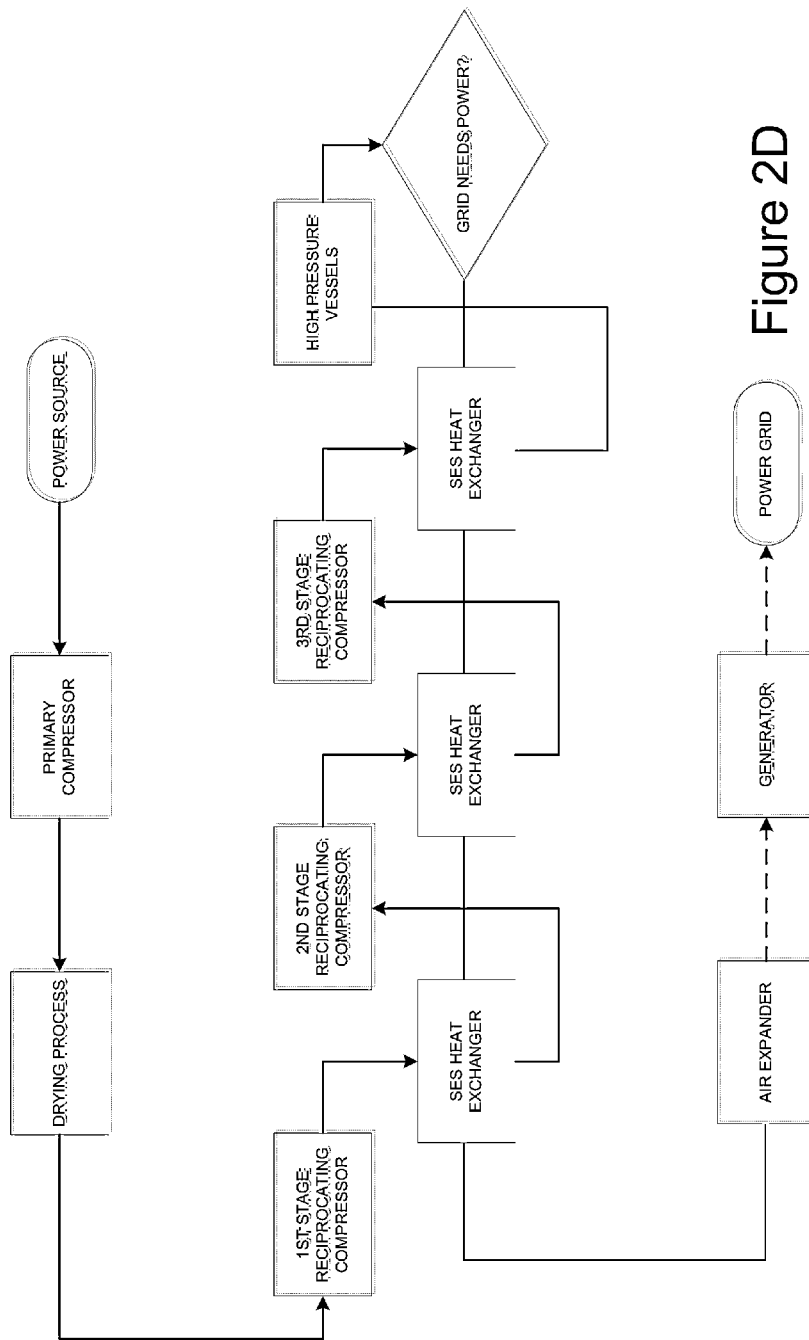 POWER SOURCE
PRIMARY
COMPRESSOR
DRYING PROCESS
1ST STAGE
RECIPROCATING
COMPRESSOR
SES HEAT
EXCHANGER
2ND STAGE
RECIPROCATING
COMPRESSOR
SES HEAT
EXCHANGER
3RD STAGE
RECIPROCATING
COMPRESSOR
SES HEAT
EXCHANGER
HIGH PRESSURE
VESSELS
GRID NEEDS POWER?
AIR EXPANDER
GENERATOR
POWER GRID
Figure 2D